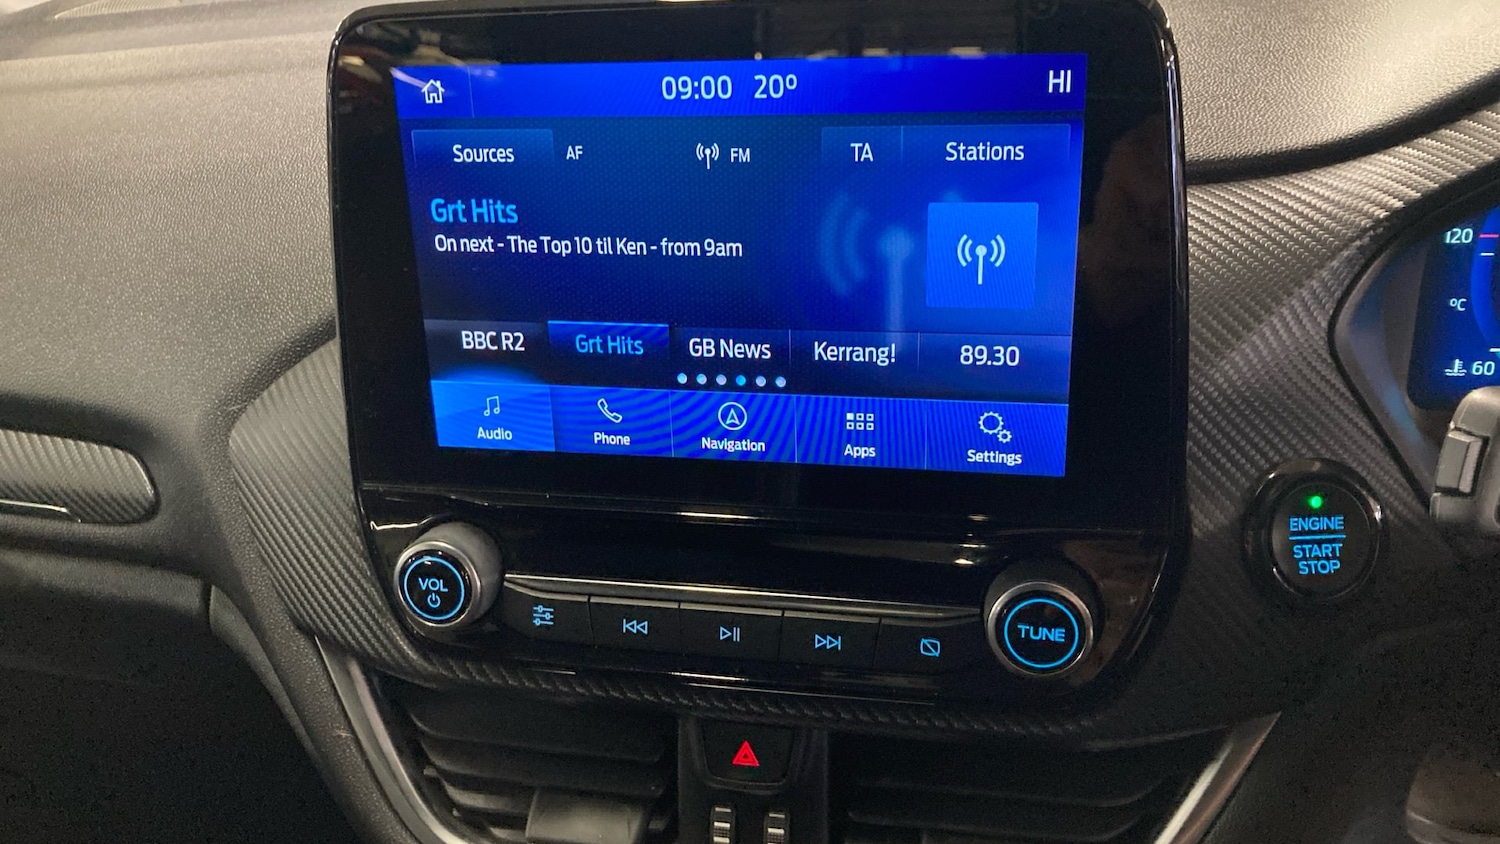 09:00 20º HI
Sources AF FM TA Stations
Grt Hits
On next - The Top 10 til Ken - from 9am
BBC R2 Grt Hits GB News Kerrang! 89.30
Audio Phone Navigation Apps Settings
VOL
TUNE
ENGINE
START
STOP
120
ºC
60